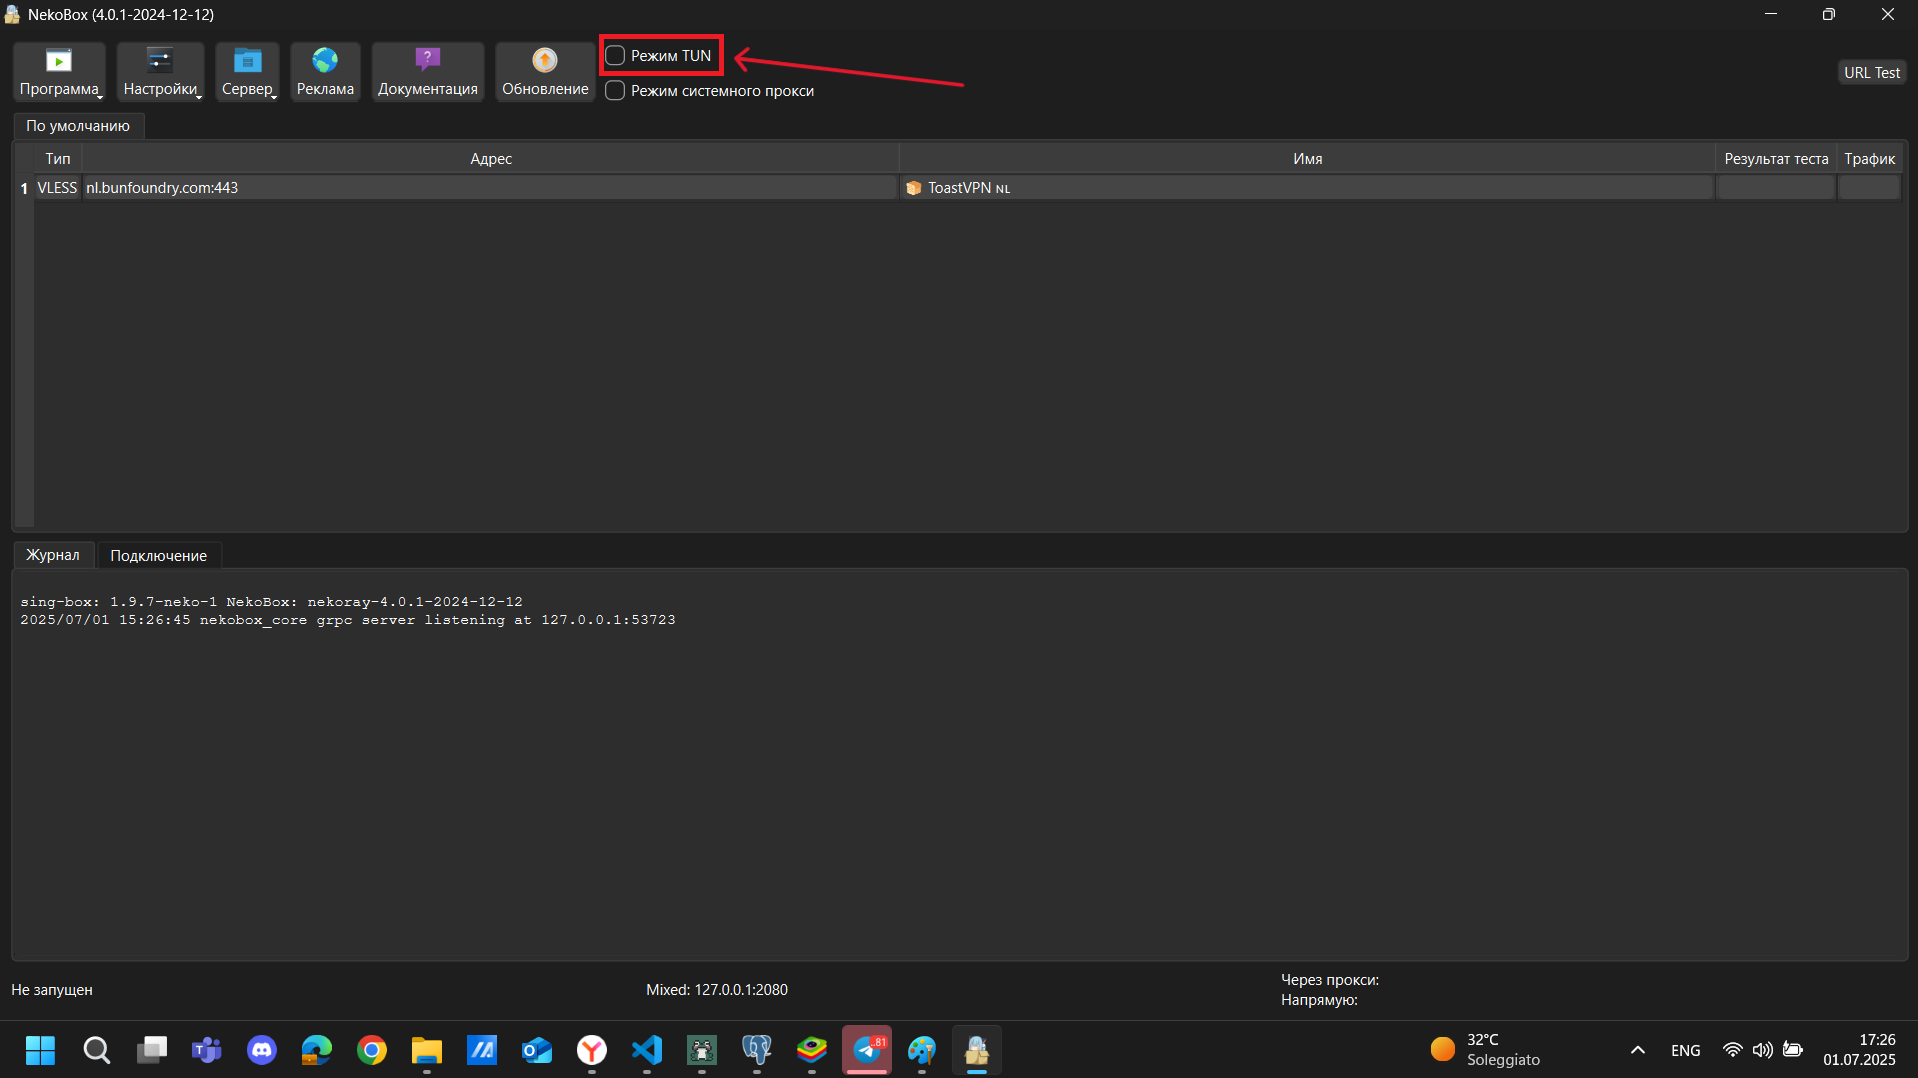 NekoBox (4.0.1-2024-12-12)
Программа
Настройки
Сервер
Реклама
Документация
Обновление
Режим TUN
Режим системного прокси
URL Test
По умолчанию
Тип Адрес Имя Результат теста Трафик
1 VLESS nl.bunfoundry.com:443 ToastVPN NL
Журнал Подключение
sing-box: 1.9.7-neko-1 NekoBox: nekoray-4.0.1-2024-12-12
2025/07/01 15:26:45 nekobox_core grpc server listening at 127.0.0.1:53723
Не запущен
Mixed: 127.0.0.1:2080
Через прокси:
Напрямую:
..81
32°C
Soleggiato
ENG
17:26
01.07.2025